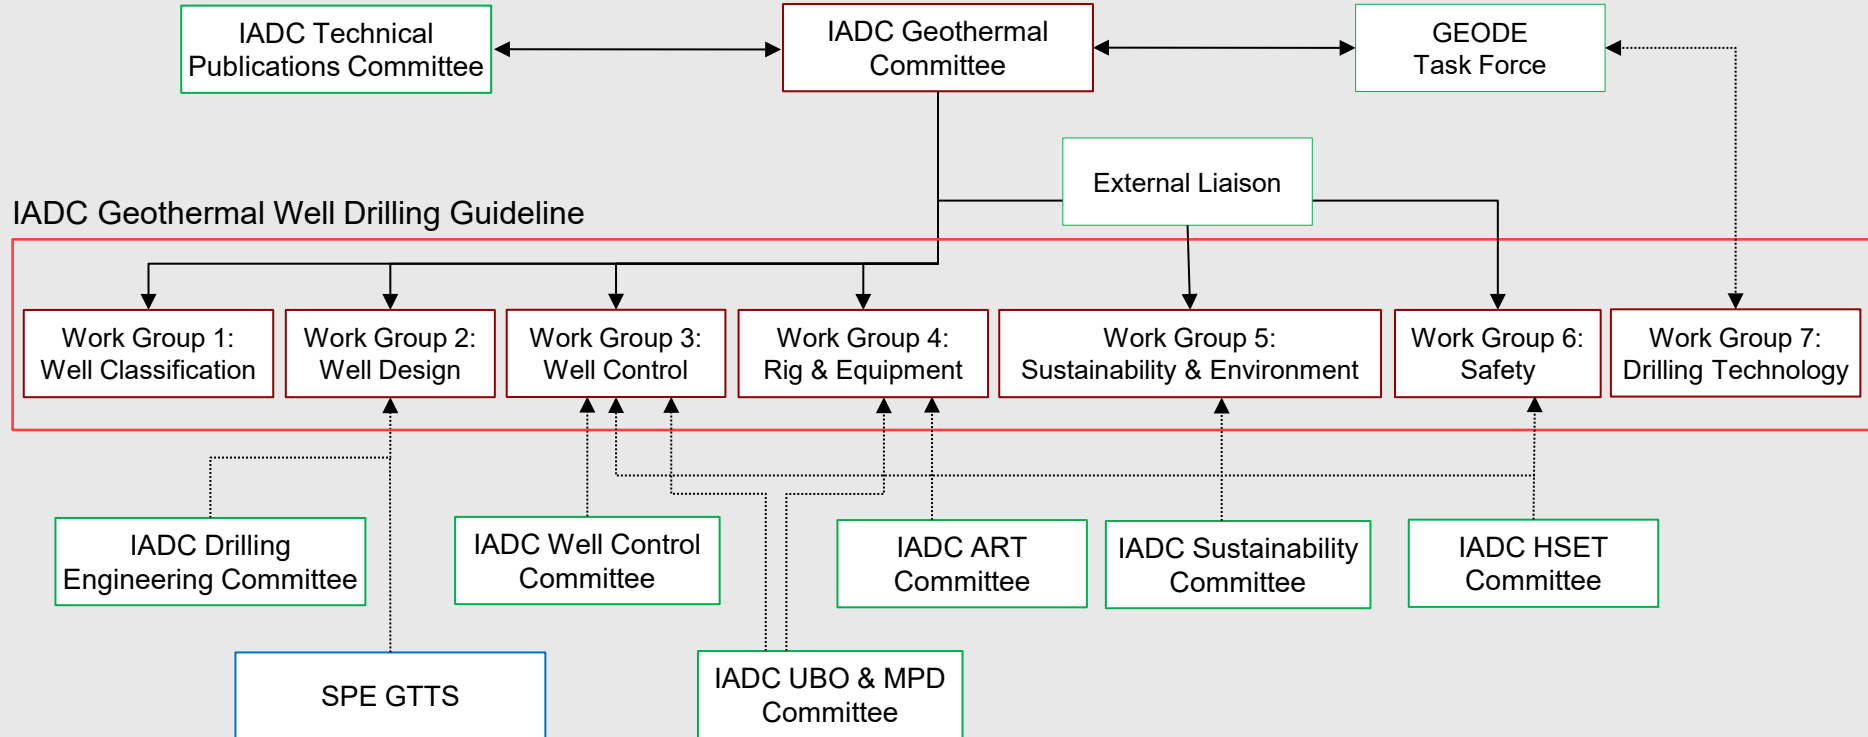 IADC Technical
Publications Committee
IADC Geothermal
Committee
GEODE
Task Force
External Liaison
IADC Geothermal Well Drilling Guideline
Work Group 1:
Well Classification
Work Group 2:
Well Design
Work Group 3:
Well Control
Work Group 4:
Rig & Equipment
Work Group 5:
Sustainability & Environment
Work Group 6:
Safety
Work Group 7:
Drilling Technology
IADC Drilling
Engineering Committee
IADC Well Control
Committee
IADC ART
Committee
IADC Sustainability
Committee
IADC HSET
Committee
SPE GTTS
IADC UBO & MPD
Committee